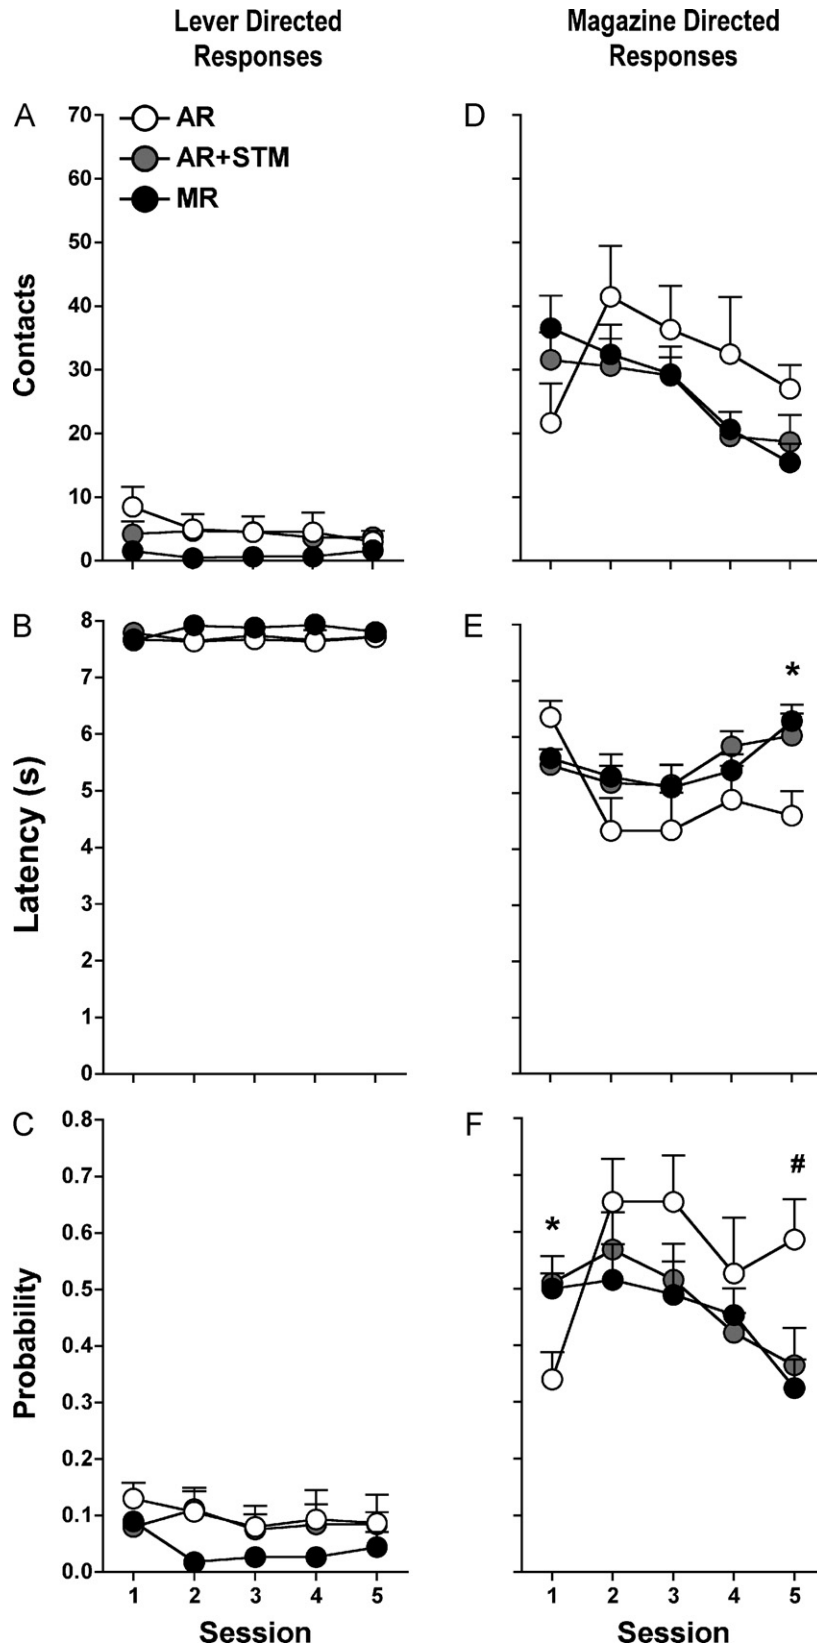 Lever Directed
Responses
Magazine Directed
Responses
A
70
60
50
40
30
20
10
0
Contacts
AR
AR+STM
MR
D
B
8
7
6
5
4
3
2
1
0
Latency (s)
E
*
C
0.8
0.7
0.6
0.5
0.4
0.3
0.2
0.1
0.0
Probability
1 2 3 4 5
Session
F
*
#
1 2 3 4 5
Session